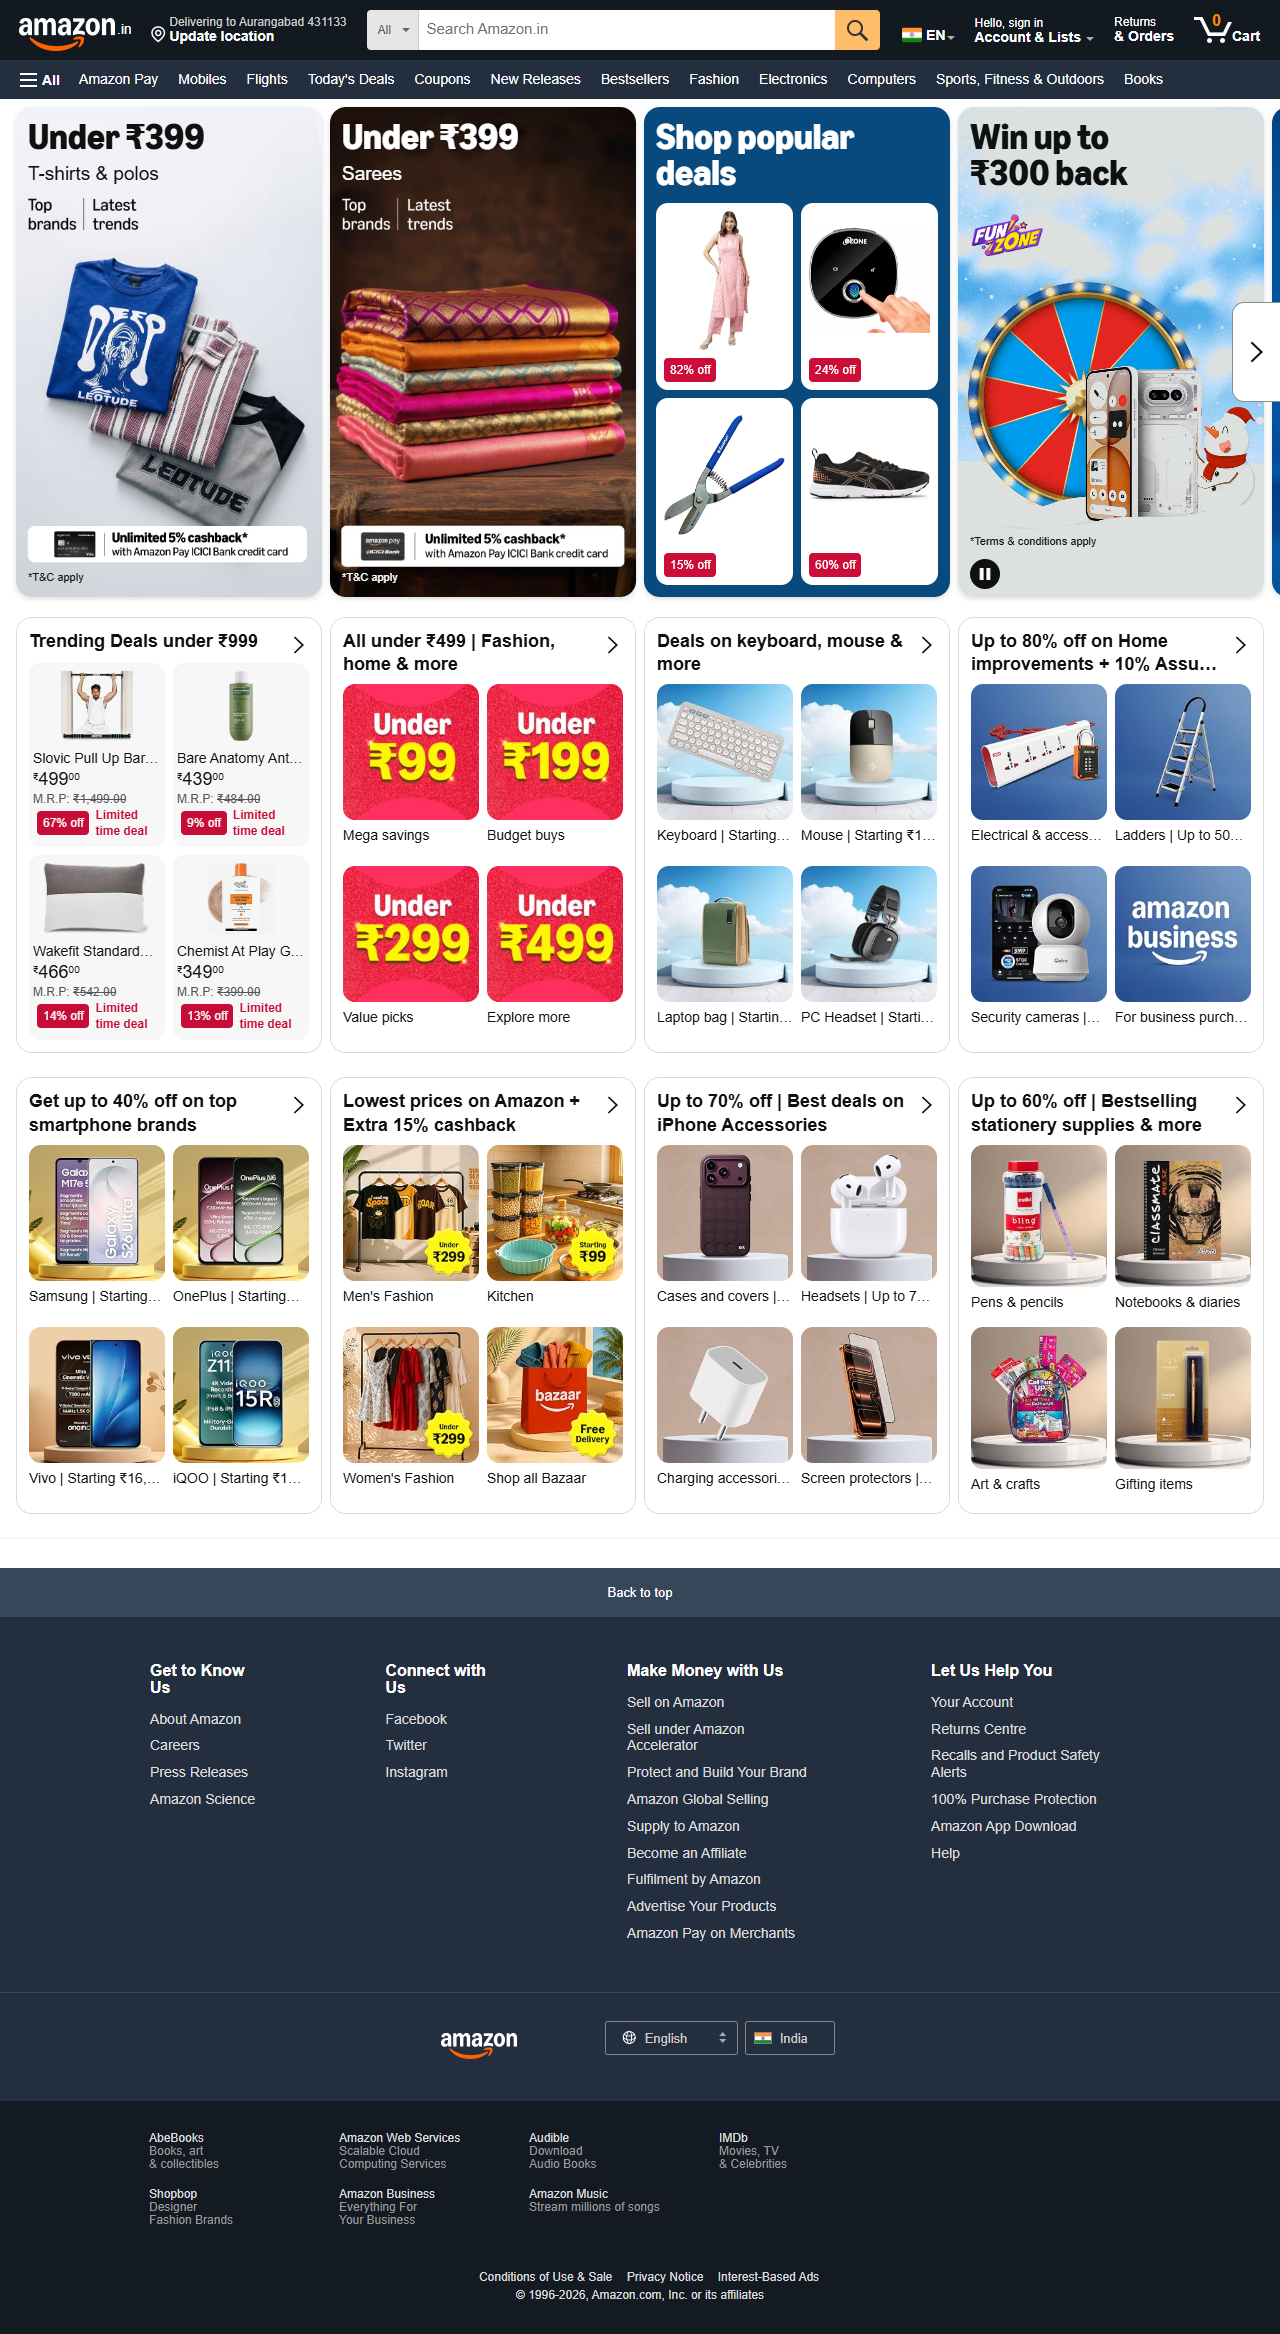 amazon.in
Delivering to Aurangabad 431133
Update location
All
Search Amazon.in
EN
Hello, sign in
Account & Lists
Returns
& Orders
0
Cart
All
Amazon Pay
Mobiles
Flights
Today's Deals
Coupons
New Releases
Bestsellers
Fashion
Electronics
Computers
Sports, Fitness & Outdoors
Books
Under ₹399
T-shirts & polos
Top
brands
Latest
trends
DEEP
LEOTUDE
LEOTUDE
Unlimited 5% cashback*
with Amazon Pay ICICI Bank credit card
*T&C apply
Under ₹399
Sarees
Top
brands
Latest
trends
amazon pay
ICICI Bank
Unlimited 5% cashback*
with Amazon Pay ICICI Bank credit card
*T&C apply
Shop popular
deals
OZONE
82% off
24% off
15% off
60% off
Win up to
₹300 back
FUN
ZONE
*Terms & conditions apply
Trending Deals under ₹999
Slovic Pull Up Bar...
₹49900
M.R.P: ₹1,499.00
67% off
Limited
time deal
Bare Anatomy Ant...
₹43900
M.R.P: ₹484.00
9% off
Limited
time deal
Wakefit Standard...
₹46600
M.R.P: ₹542.00
14% off
Limited
time deal
Chemist At Play G...
₹34900
M.R.P: ₹399.00
13% off
Limited
time deal
All under ₹499 | Fashion,
home & more
Under
₹99
Mega savings
Under
₹199
Budget buys
Under
₹299
Value picks
Under
₹499
Explore more
Deals on keyboard, mouse &
more
Keyboard | Starting...
Mouse | Starting ₹1...
Laptop bag | Startin...
PC Headset | Starti...
Up to 80% off on Home
improvements + 10% Assu...
Electrical & access...
Ladders | Up to 50...
Qubo
Security cameras |...
amazon
business
For business purch...
Get up to 40% off on top
smartphone brands
Galaxy
S26 Ultra
Samsung | Starting...
OnePlus N6
OnePlus | Starting...
Vivo | Starting ₹16,...
iQOO
Z11
iQOO
15R
iQOO | Starting ₹1...
Lowest prices on Amazon +
Extra 15% cashback
Under
₹299
Men's Fashion
Starting
₹99
Kitchen
Under
₹299
Women's Fashion
bazaar
Free
Delivery
Shop all Bazaar
Up to 70% off | Best deals on
iPhone Accessories
Cases and covers |...
Headsets | Up to 7...
Charging accessori...
Screen protectors |...
Up to 60% off | Bestselling
stationery supplies & more
cello
bling
Pens & pencils
CLASSMATE
Notebooks & diaries
Art & crafts
Gifting items
Back to top
Get to Know
Us
About Amazon
Careers
Press Releases
Amazon Science
Connect with
Us
Facebook
Twitter
Instagram
Make Money with Us
Sell on Amazon
Sell under Amazon
Accelerator
Protect and Build Your Brand
Amazon Global Selling
Supply to Amazon
Become an Affiliate
Fulfilment by Amazon
Advertise Your Products
Amazon Pay on Merchants
Let Us Help You
Your Account
Returns Centre
Recalls and Product Safety
Alerts
100% Purchase Protection
Amazon App Download
Help
amazon
English
India
AbeBooks
Books, art
& collectibles
Amazon Web Services
Scalable Cloud
Computing Services
Audible
Download
Audio Books
IMDb
Movies, TV
& Celebrities
Shopbop
Designer
Fashion Brands
Amazon Business
Everything For
Your Business
Amazon Music
Stream millions of songs
Conditions of Use & Sale
Privacy Notice
Interest-Based Ads
© 1996-2026, Amazon.com, Inc. or its affiliates